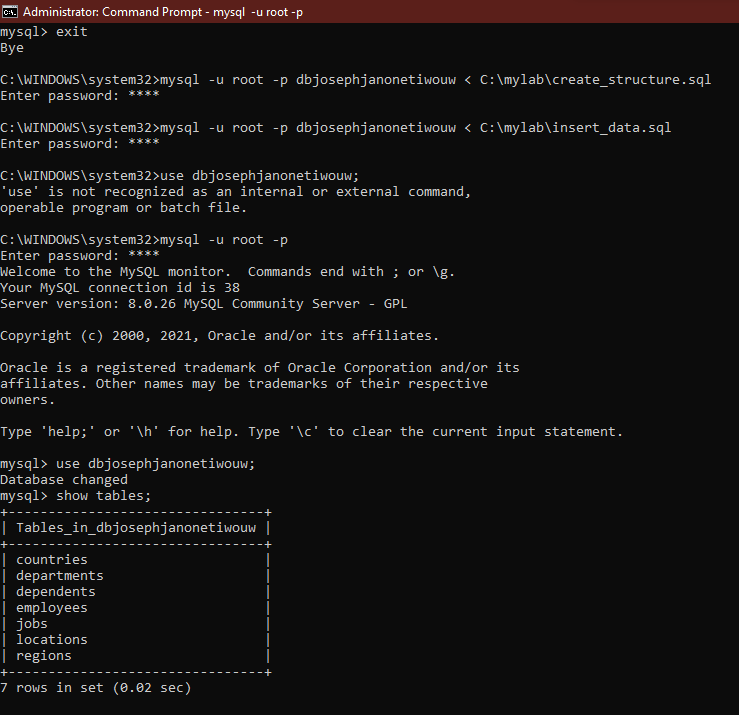 Administrator: Command Prompt - mysql -u root -p
mysql> exit
Bye
C:\WINDOWS\system32>mysql -u root -p dbjosephjanonetiwouw < C:\mylab\create_structure.sql
Enter password: ****
C:\WINDOWS\system32>mysql -u root -p dbjosephjanonetiwouw < C:\mylab\insert_data.sql
Enter password: ****
C:\WINDOWS\system32>use dbjosephjanonetiwouw;
'use' is not recognized as an internal or external command,
operable program or batch file.
C:\WINDOWS\system32>mysql -u root -p
Enter password: ****
Welcome to the MySQL monitor.  Commands end with ; or \g.
Your MySQL connection id is 38
Server version: 8.0.26 MySQL Community Server - GPL
Copyright (c) 2000, 2021, Oracle and/or its affiliates.
Oracle is a registered trademark of Oracle Corporation and/or its
affiliates. Other names may be trademarks of their respective
owners.
Type 'help;' or '\h' for help. Type '\c' to clear the current input statement.
mysql> use dbjosephjanonetiwouw;
Database changed
mysql> show tables;
+--------------------------------+
| Tables_in_dbjosephjanonetiwouw |
+--------------------------------+
| countries                      |
| departments                    |
| dependents                     |
| employees                      |
| jobs                           |
| locations                      |
| regions                        |
+--------------------------------+
7 rows in set (0.02 sec)